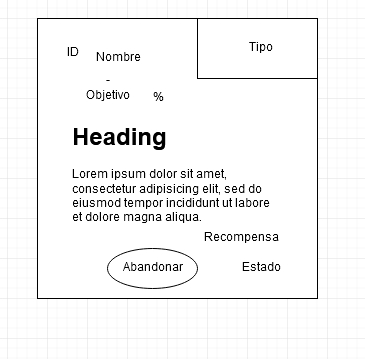 ID Nombre
Tipo
-
Objetivo %
Heading
Lorem ipsum dolor sit amet,
consectetur adipisicing elit, sed do
eiusmod tempor incididunt ut labore
et dolore magna aliqua.
Recompensa
Abandonar Estado